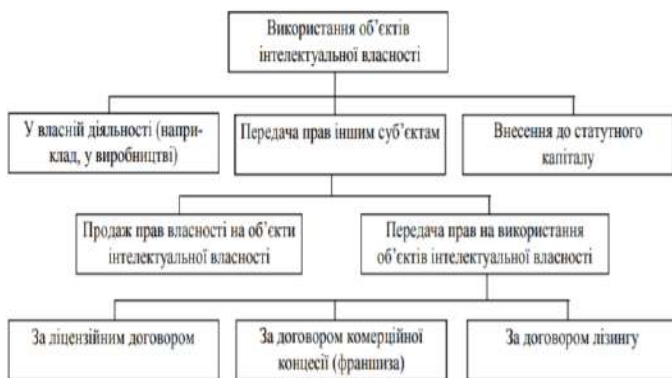 Використання об’єктів
інтелектуальної власності
У власній діяльності (напри-
клад, у виробництві)
Передача прав іншим суб’єктам
Внесення до статутного
капіталу
Продаж прав власності на об’єкти
інтелектуальної власності
Передача прав на використання
об’єктів інтелектуальної власності
За ліцензійним договором
За договором комерційної
концесії (франшиза)
За договором лізингу